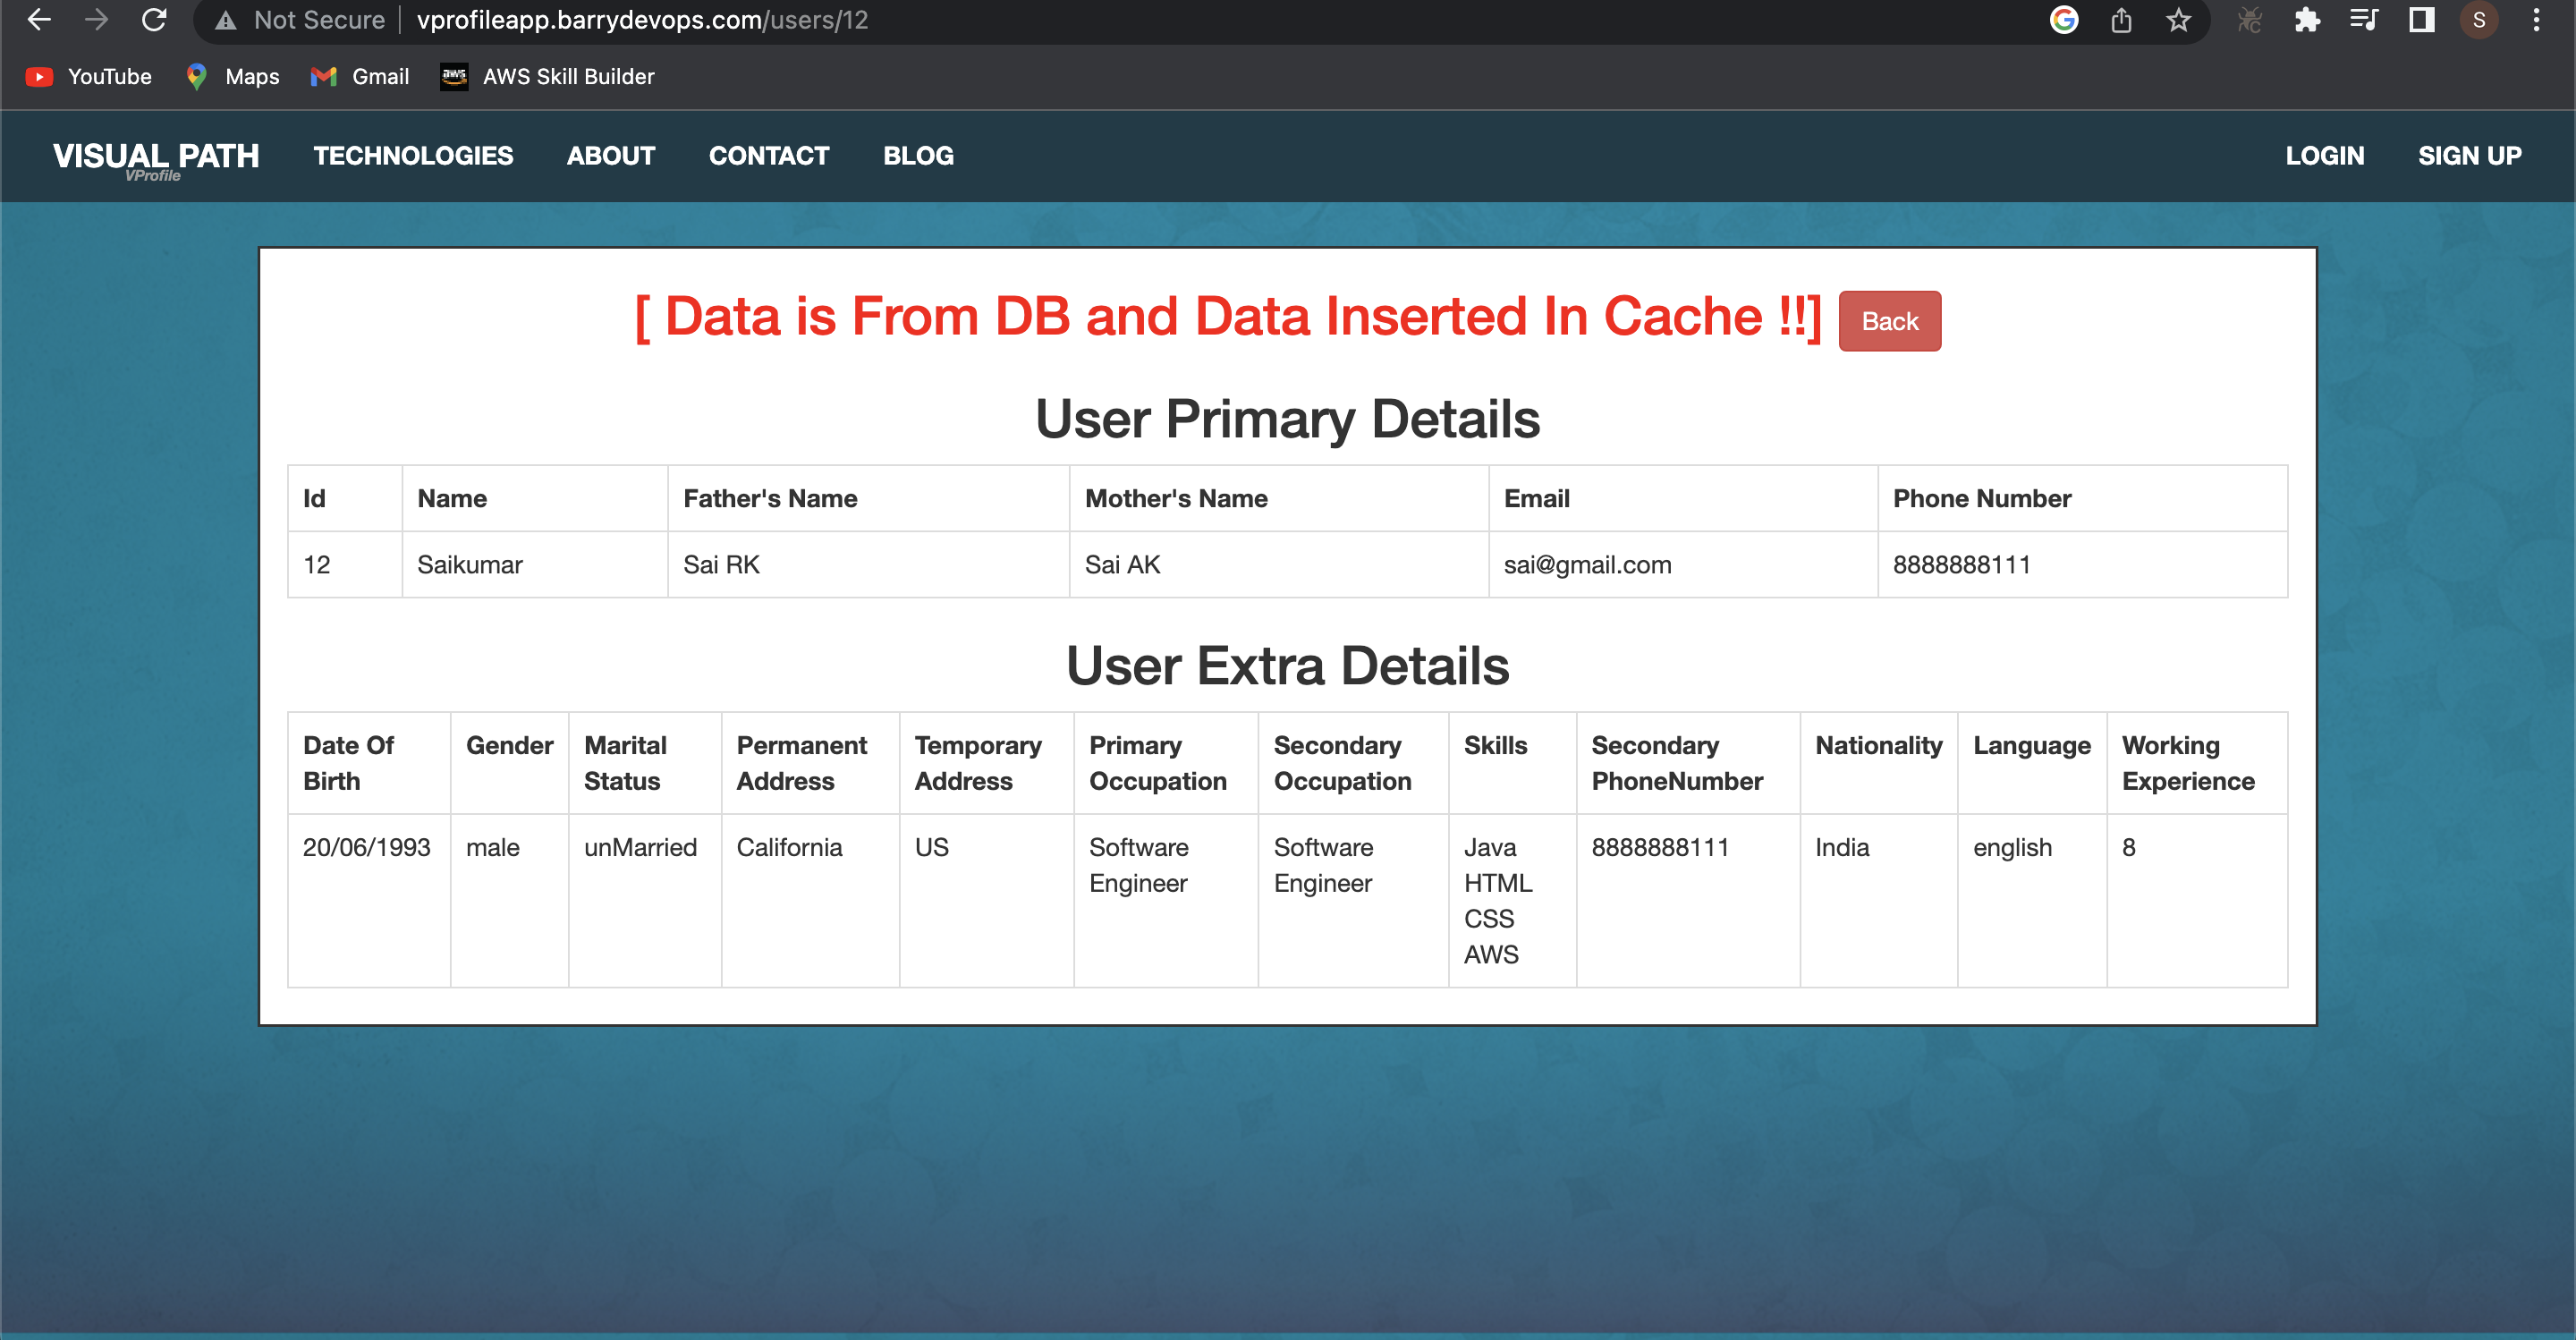 Not Secure vprofileapp.barrydevops.com/users/12 S
YouTube Maps Gmail aws AWS Skill Builder
VISUAL PATH TECHNOLOGIES ABOUT CONTACT BLOG LOGIN SIGN UP
VProfile
[ Data is From DB and Data Inserted In Cache !!] Back
User Primary Details
Id Name Father's Name Mother's Name Email Phone Number
12 Saikumar Sai RK Sai AK sai@gmail.com 8888888111
User Extra Details
Date Of Gender Marital Permanent Temporary Primary Secondary Skills Secondary Nationality Language Working
Birth Status Address Address Occupation Occupation PhoneNumber Experience
20/06/1993 male unMarried California US Software Software Java 8888888111 India english 8
Engineer Engineer HTML
CSS
AWS